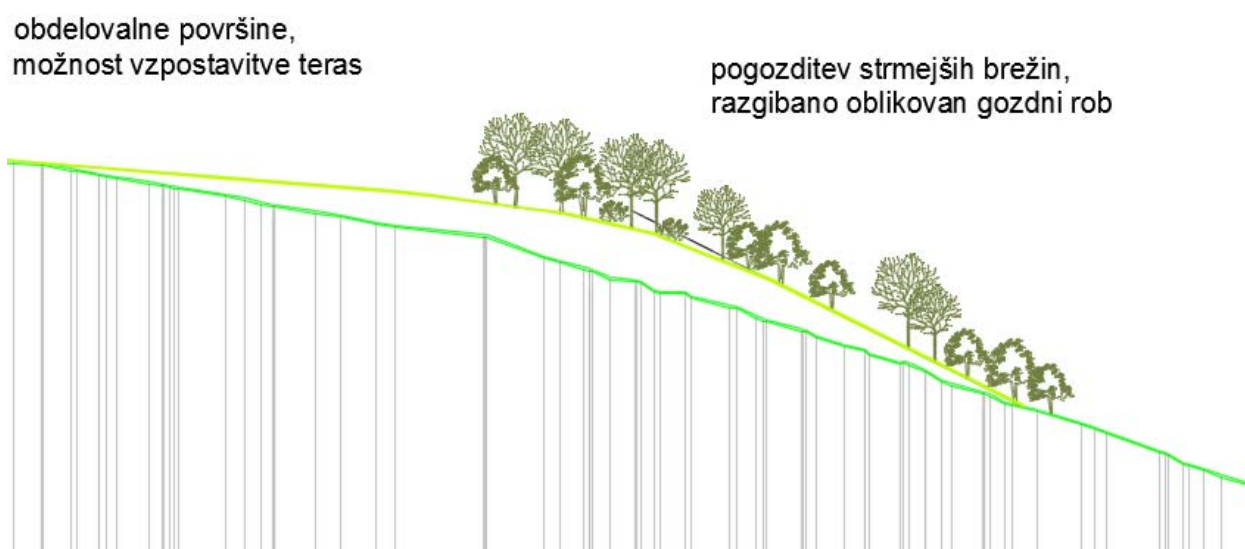 obdelovalne površine,
možnost vzpostavitve teras
pogozditev strmejših brežin,
razgibano oblikovan gozdni rob